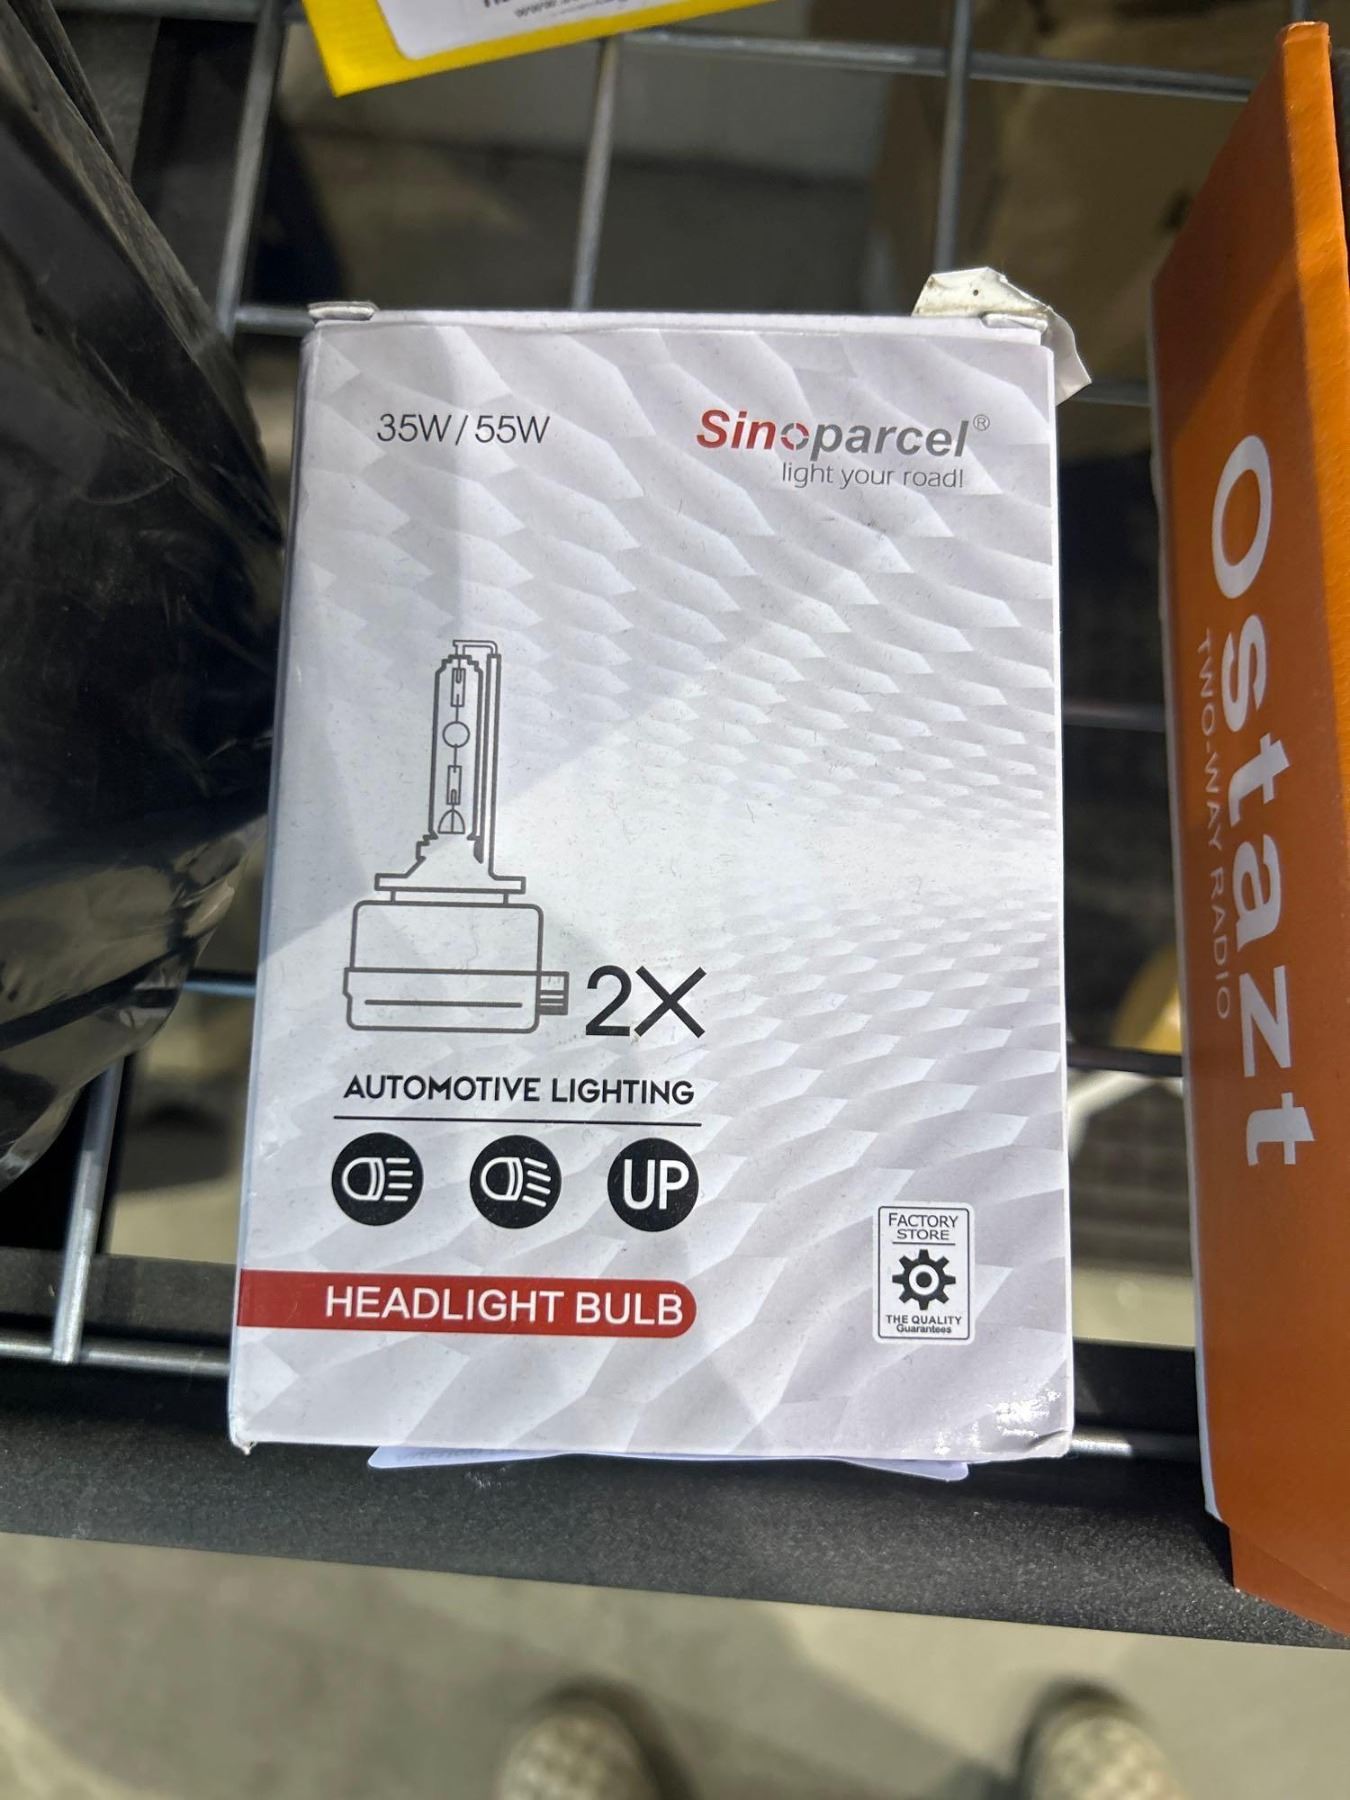 35W/55W
Sinoparcel®
light your road!
2X
AUTOMOTIVE LIGHTING
UP
HEADLIGHT BULB
FACTORY
STORE
THE QUALITY
Guarantees
Ostazt
TWO-WAY RADIO